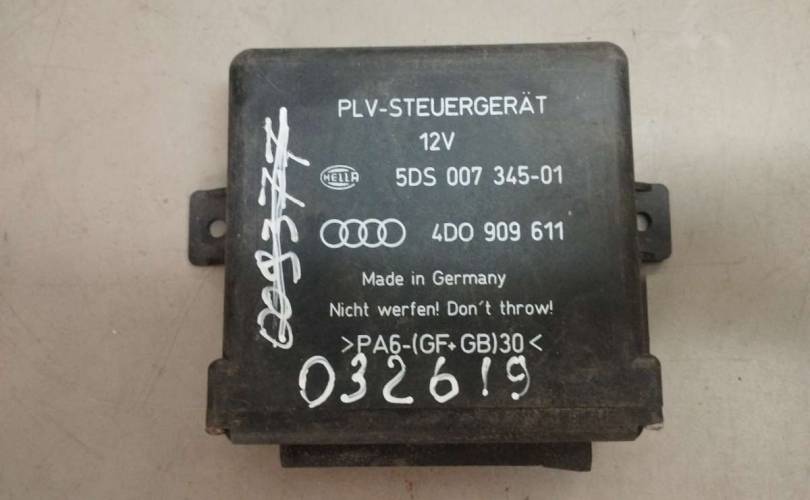 PLV-STEUERGERÄT
12V
HELLA 5DS 007 345-01
4D0 909 611
Made in Germany
Nicht werfen! Don't throw!
>PA6-(GF+GB)30<
032619
009377